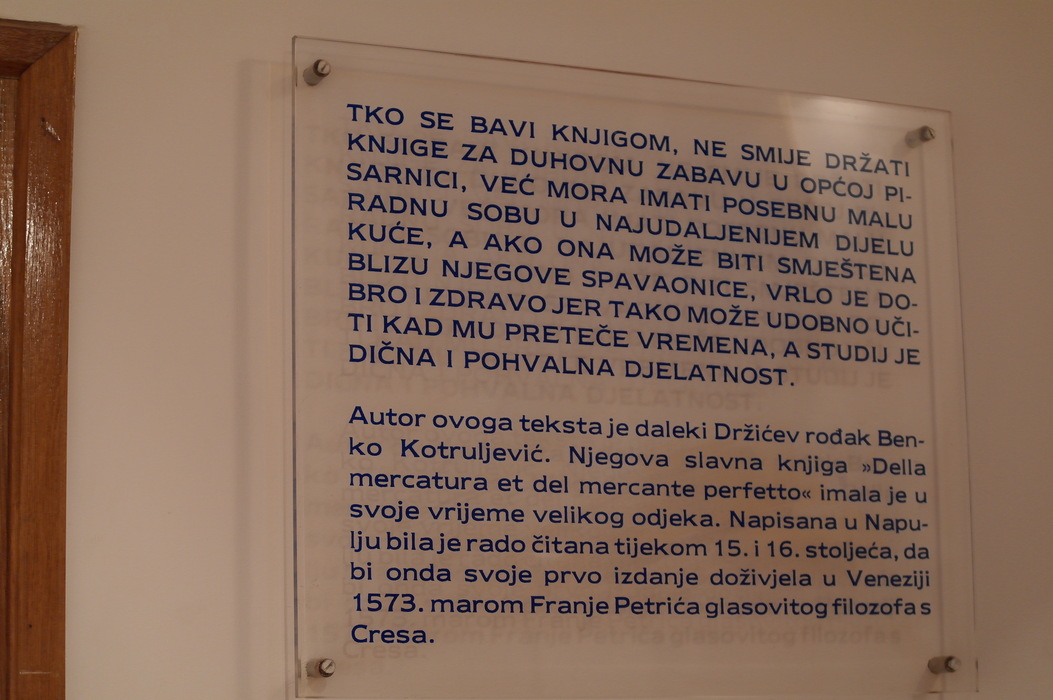 TKO SE BAVI KNJIGOM, NE SMIJE DRŽATI
KNJIGE ZA DUHOVNU ZABAVU U OPĆOJ PI-
SARNICI, VEĆ MORA IMATI POSEBNU MALU
RADNU SOBU U NAJUDALJENIJEM DIJELU
KUĆE, A AKO ONA MOŽE BITI SMJEŠTENA
BLIZU NJEGOVE SPAVAONICE, VRLO JE DO-
BRO I ZDRAVO JER TAKO MOŽE UDOBNO UČI-
TI KAD MU PRETEČE VREMENA, A STUDIJ JE
DIČNA I POHVALNA DJELATNOST.
Autor ovoga teksta je daleki Držićev rođak Ben-
ko Kotruljević. Njegova slavna knjiga »Della
mercatura et del mercante perfetto« imala je u
svoje vrijeme velikog odjeka. Napisana u Napu-
lju bila je rado čitana tijekom 15. i 16. stoljeća, da
bi onda svoje prvo izdanje doživjela u Veneziji
1573. marom Franje Petrića glasovitog filozofa s
Cresa.